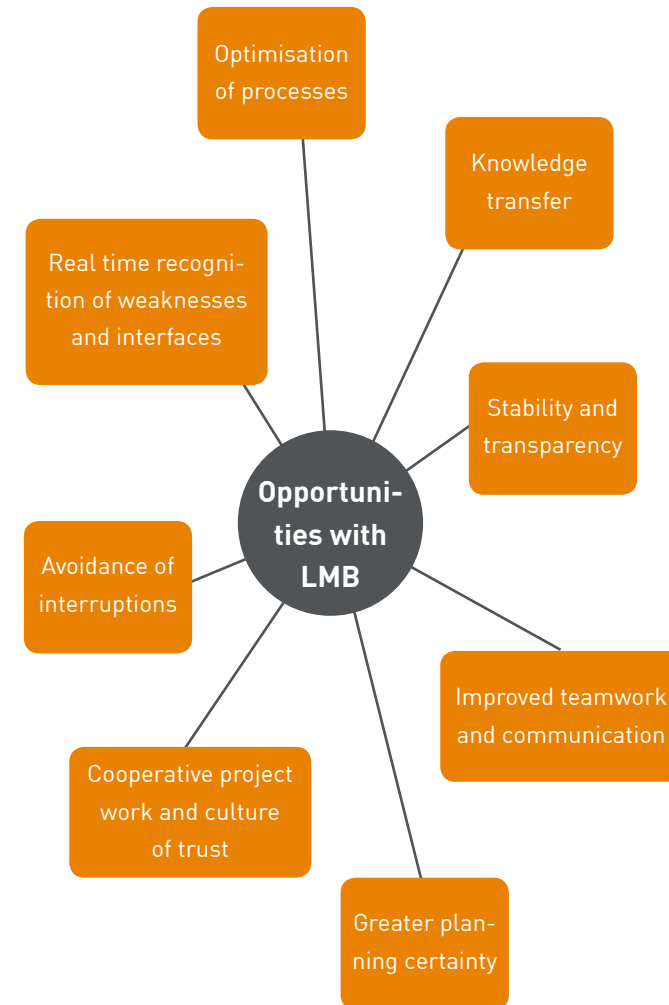 Optimisation
of processes
Knowledge
transfer
Real time recogni-
tion of weaknesses
and interfaces
Stability and
transparency
Opportuni-
ties with
LMB
Avoidance of
interruptions
Improved teamwork
and communication
Cooperative project
work and culture
of trust
Greater plan-
ning certainty